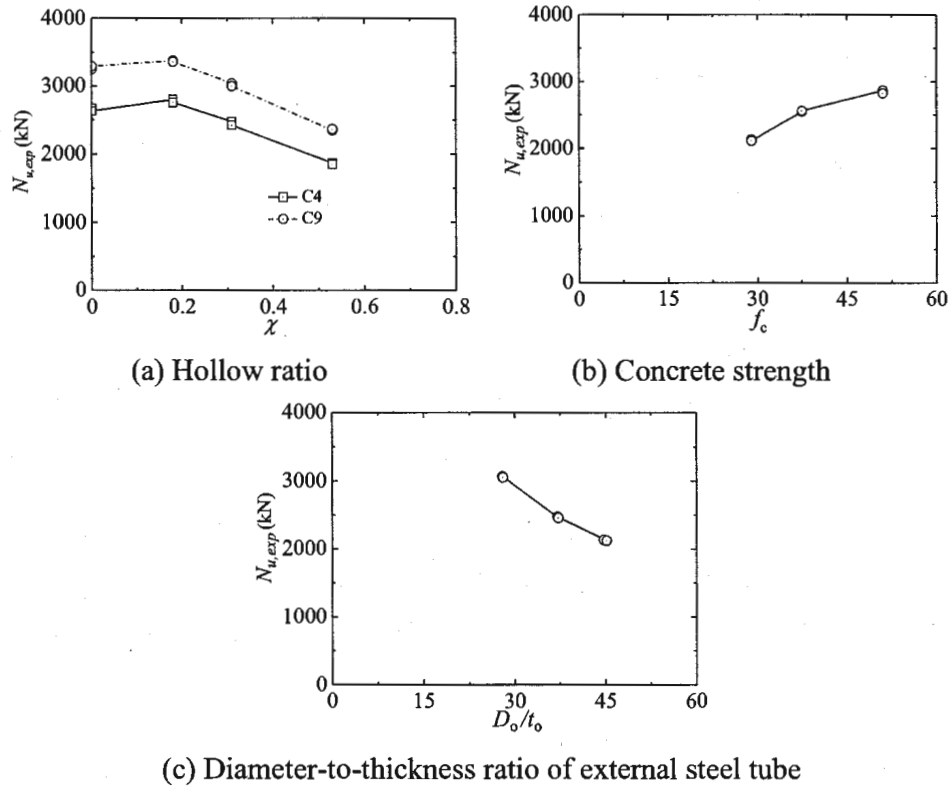 4000
3000
2000
1000
0
N_{u,exp} (kN)
C4
C9
0 0.2 0.4 0.6 0.8
χ
(a) Hollow ratio
4000
3000
2000
1000
0
N_{u,exp} (kN)
0 15 30 45 60
f_c
(b) Concrete strength
4000
3000
2000
1000
0
N_{u,exp} (kN)
0 15 30 45 60
D_o/t_o
(c) Diameter-to-thickness ratio of external steel tube